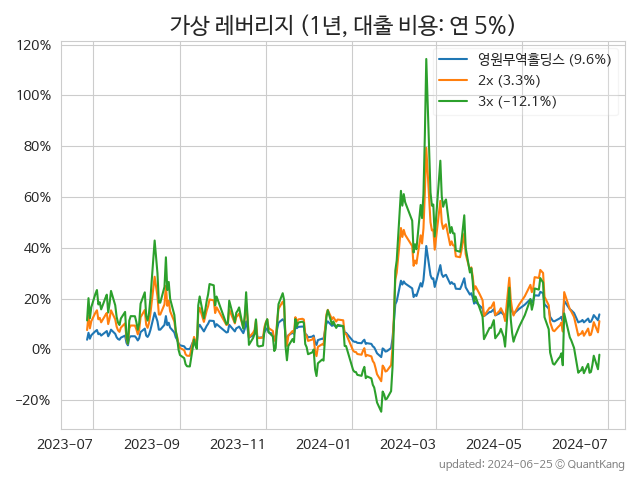 가상 레버리지 (1년, 대출 비용: 연 5%)
영원무역홀딩스 (9.6%)
2x (3.3%)
3x (-12.1%)
120%
100%
80%
60%
40%
20%
0%
-20%
2023-07 2023-09 2023-11 2024-01 2024-03 2024-05 2024-07
updated: 2024-06-25 © QuantKang